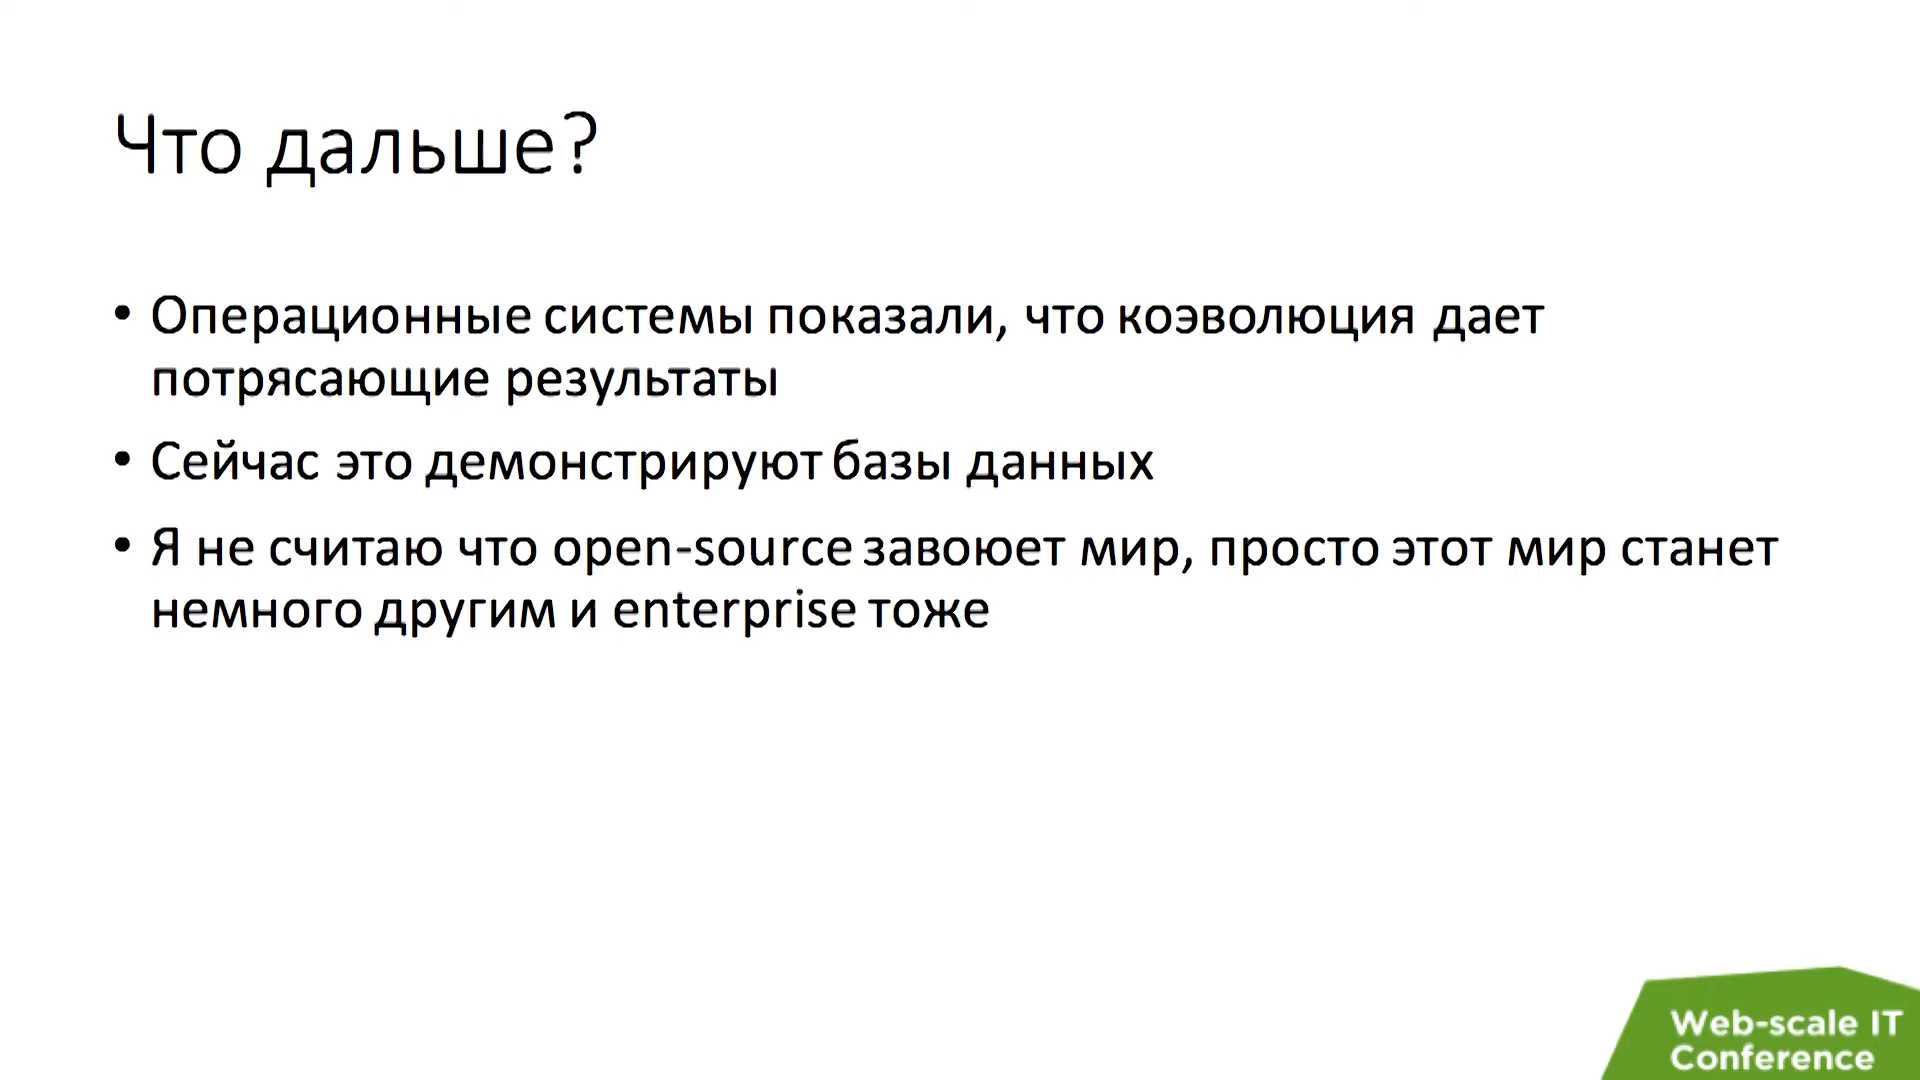 Что дальше?
• Операционные системы показали, что коэволюция дает
потрясающие результаты
• Сейчас это демонстрируют базы данных
• Я не считаю что open-source завоюет мир, просто этот мир станет
немного другим и enterprise тоже
Web-scale IT
Conference